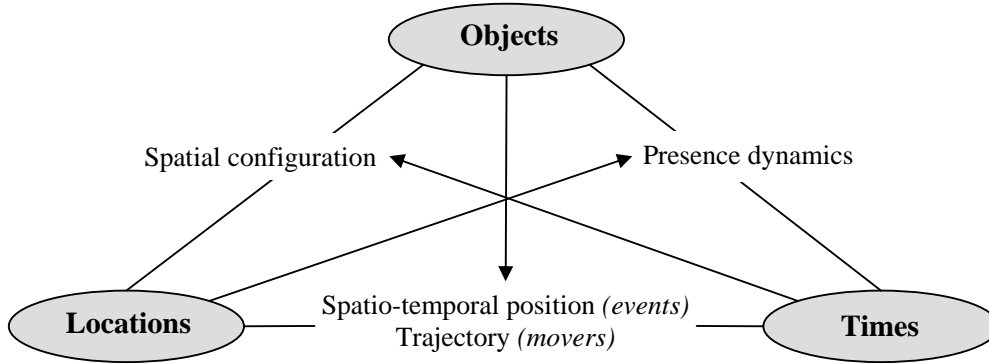 Objects
Spatial configuration
Presence dynamics
Locations
Spatio-temporal position (events)
Trajectory (movers)
Times